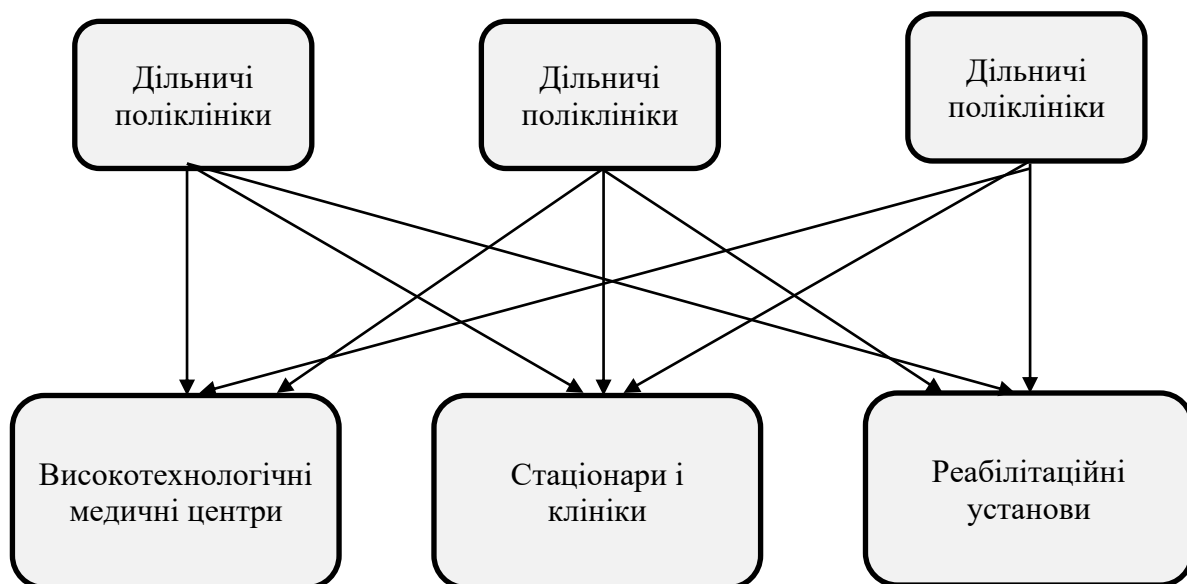 Дільничі
поліклініки
Дільничі
поліклініки
Дільничі
поліклініки
Високотехнологічні
медичні центри
Стаціонари і
клініки
Реабілітаційні
установи